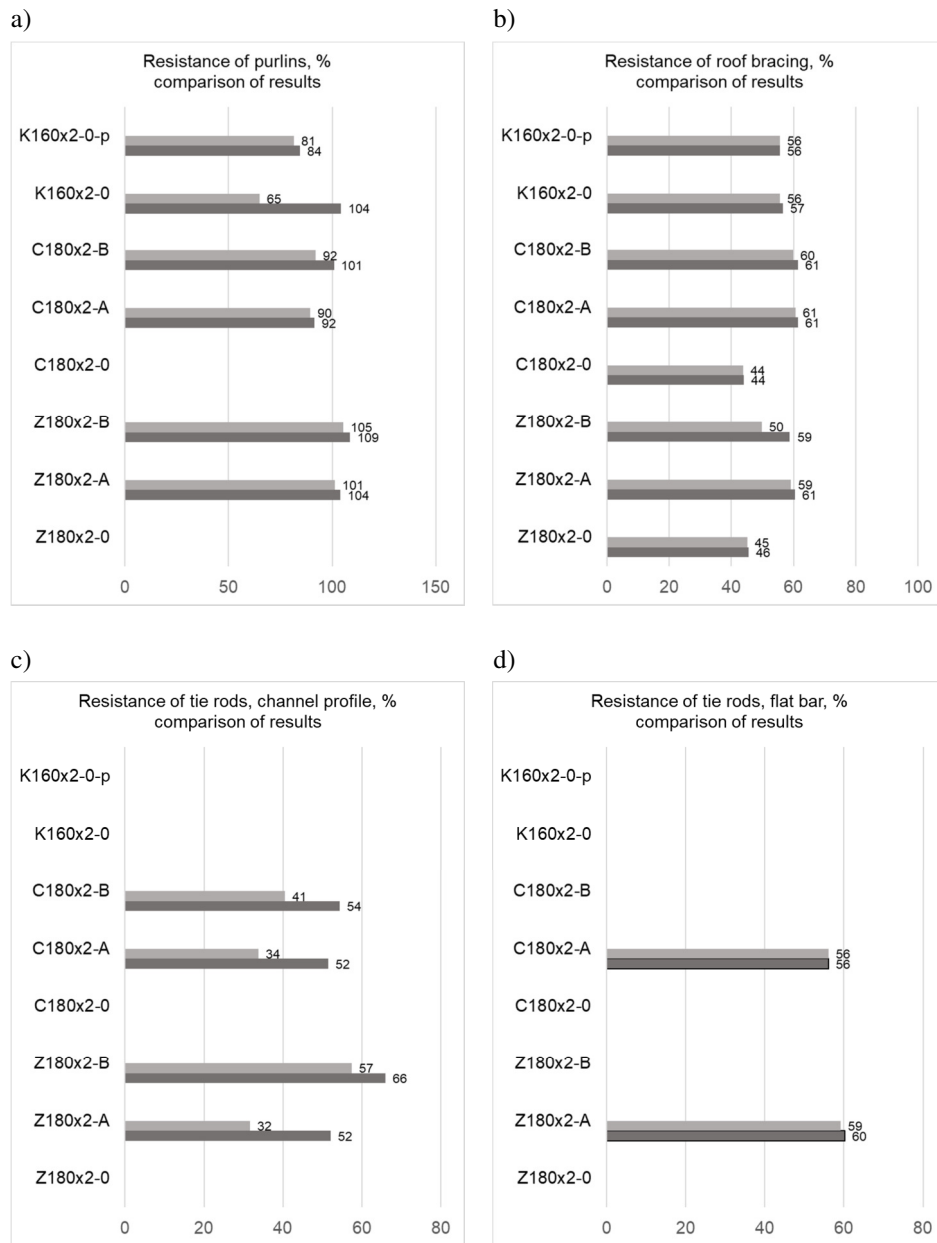 a)
Resistance of purlins, %
comparison of results
K160x2-0-p
81
84
K160x2-0
65
104
C180x2-B
92
101
C180x2-A
90
92
C180x2-0
Z180x2-B
105
109
Z180x2-A
101
104
Z180x2-0
0 50 100 150
b)
Resistance of roof bracing, %
comparison of results
K160x2-0-p
56
56
K160x2-0
56
57
C180x2-B
60
61
C180x2-A
61
61
C180x2-0
44
44
Z180x2-B
50
59
Z180x2-A
59
61
Z180x2-0
45
46
0 20 40 60 80 100
c)
Resistance of tie rods, channel profile, %
comparison of results
K160x2-0-p
K160x2-0
C180x2-B
41
54
C180x2-A
34
52
C180x2-0
Z180x2-B
57
66
Z180x2-A
32
52
Z180x2-0
0 20 40 60 80
d)
Resistance of tie rods, flat bar, %
comparison of results
K160x2-0-p
K160x2-0
C180x2-B
C180x2-A
56
56
C180x2-0
Z180x2-B
Z180x2-A
59
60
Z180x2-0
0 20 40 60 80